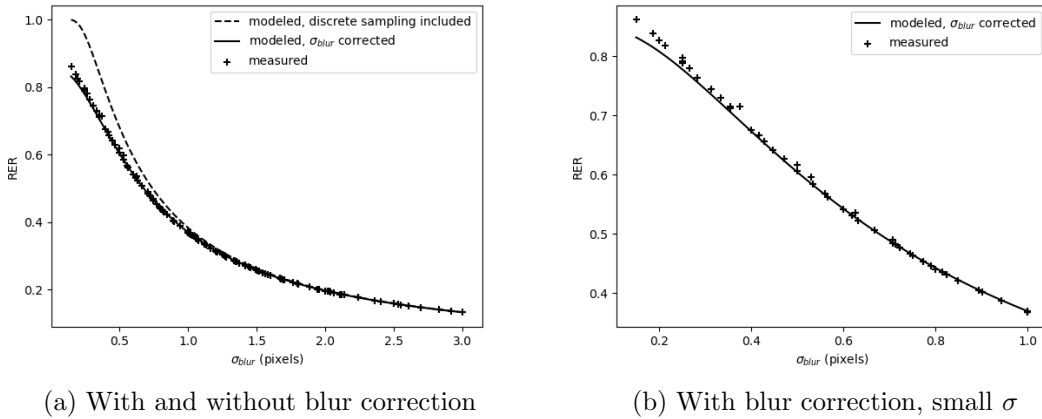 modeled, discrete sampling included
modeled, σblur corrected
measured
RER
1.0
0.8
0.6
0.4
0.2
0.5
1.0
1.5
2.0
2.5
3.0
σblur (pixels)
(a) With and without blur correction
modeled, σblur corrected
measured
RER
0.8
0.7
0.6
0.5
0.4
0.2
0.4
0.6
0.8
1.0
σblur (pixels)
(b) With blur correction, small σ